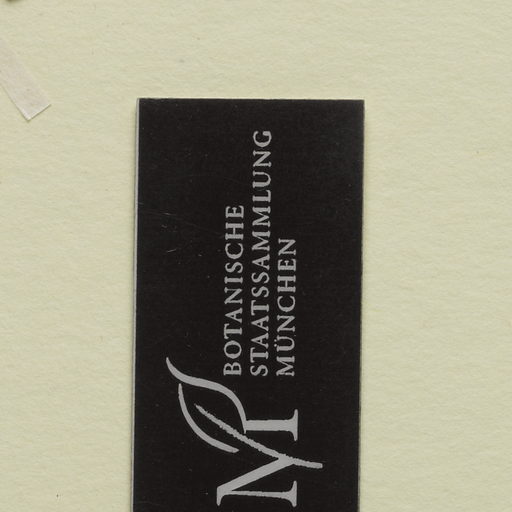 M
BOTANISCHE
STAATSSAMMLUNG
MÜNCHEN